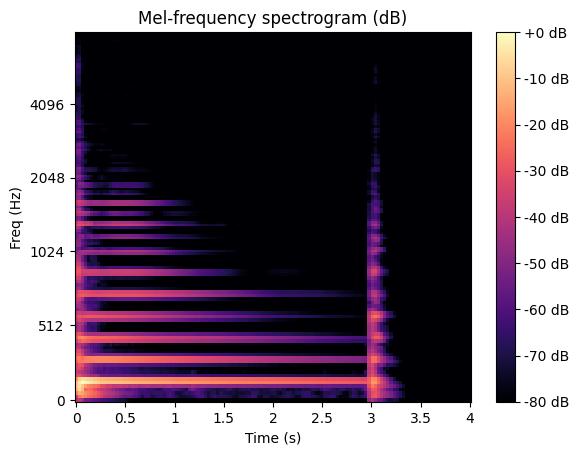 Mel-frequency spectrogram (dB)
Freq (Hz)
4096
2048
1024
512
0
0
0.5
1
1.5
2
2.5
3
3.5
4
Time (s)
+0 dB
-10 dB
-20 dB
-30 dB
-40 dB
-50 dB
-60 dB
-70 dB
-80 dB